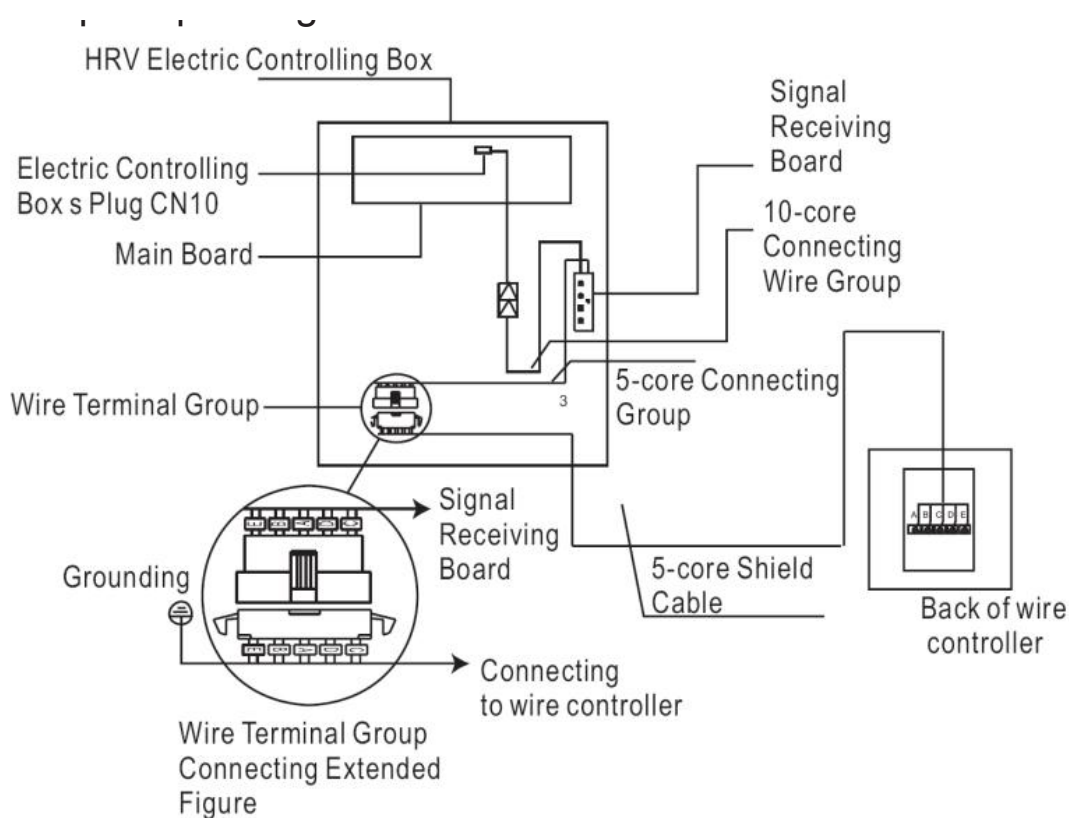 HRV Electric Controlling Box
Signal
Receiving
Board
Electric Controlling
Box s Plug CN10
10-core
Connecting
Wire Group
Main Board
5-core Connecting
Group
Wire Terminal Group
3
A B C D E
Signal
Receiving
Board
E B A D C
Grounding
5-core Shield
Cable
Back of wire
controller
E B A D C
Connecting
to wire controller
Wire Terminal Group
Connecting Extended
Figure